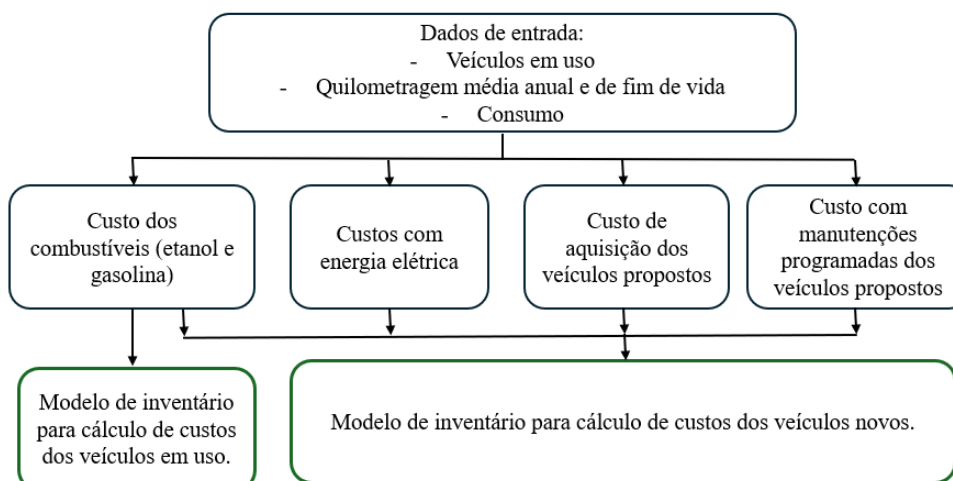 Dados de entrada:
- Veículos em uso
- Quilometragem média anual e de fim de vida
- Consumo
Custo dos
combustíveis (etanol e
gasolina)
Custos com
energia elétrica
Custo de
aquisição dos
veículos propostos
Custo com
manutenções
programadas dos
veículos propostos
Modelo de inventário
para cálculo de custos
dos veículos em uso.
Modelo de inventário para cálculo de custos dos veículos novos.